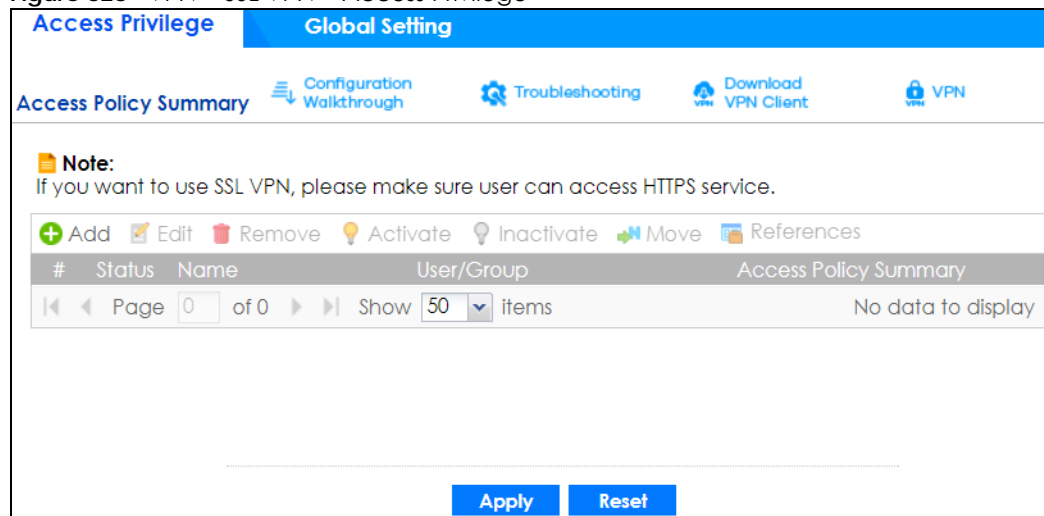 Access Privilege Global Setting
Access Policy Summary Configuration Walkthrough Troubleshooting Download VPN Client VPN
Note:
If you want to use SSL VPN, please make sure user can access HTTPS service.
Add Edit Remove Activate Inactivate Move References
# Status Name User/Group Access Policy Summary
Page 0 of 0 Show 50 items No data to display
Apply Reset